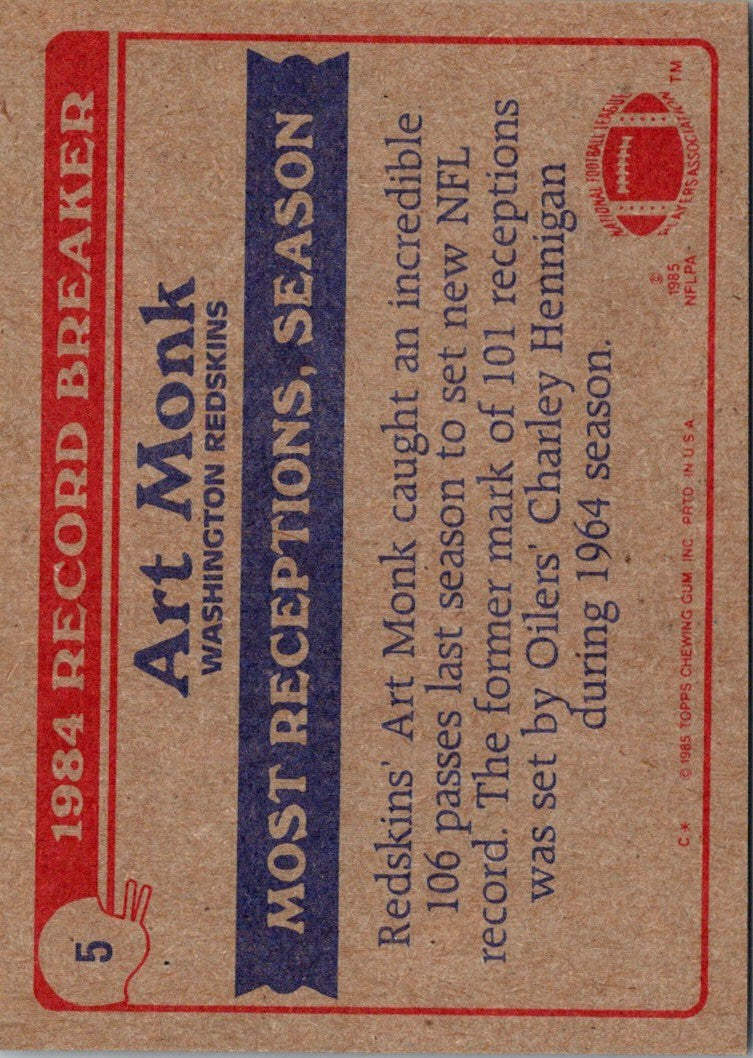 5
1984 RECORD BREAKER
Art Monk
WASHINGTON REDSKINS
MOST RECEPTIONS, SEASON
Redskins' Art Monk caught an incredible
106 passes last season to set new NFL
record. The former mark of 101 receptions
was set by Oilers' Charley Hennigan
during 1964 season.
NATIONAL FOOTBALL LEAGUE
PLAYERS ASSOCIATION
TM
©
1985
NFLPA
C* © 1985 TOPPS CHEWING GUM, INC. PRTD. IN U.S.A.